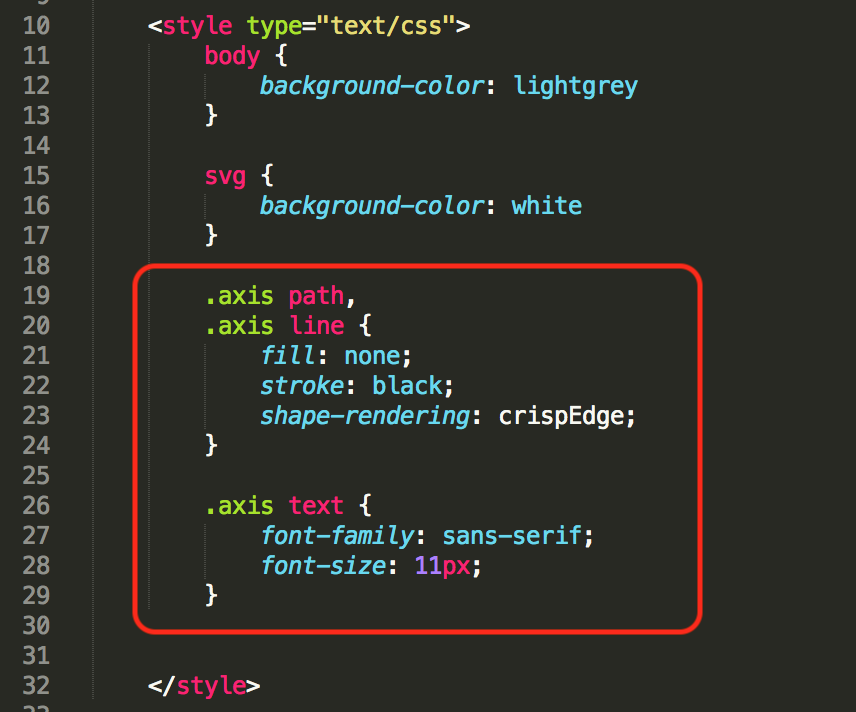 10 <style type="text/css">
11 body {
12 background-color: lightgrey
13 }
14
15 svg {
16 background-color: white
17 }
18
19 .axis path,
20 .axis line {
21 fill: none;
22 stroke: black;
23 shape-rendering: crispEdge;
24 }
25
26 .axis text {
27 font-family: sans-serif;
28 font-size: 11px;
29 }
30
31
32 </style>